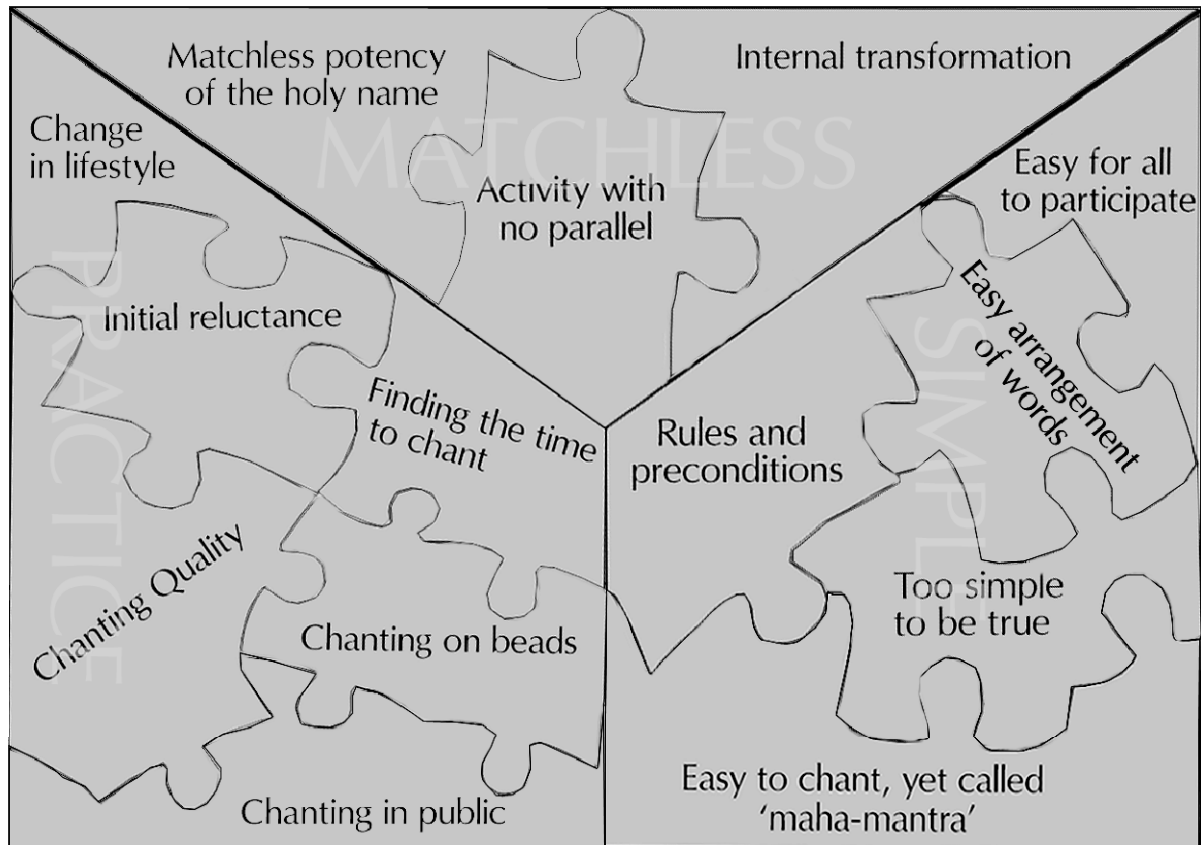 Matchless potency
of the holy name
Internal transformation
MATCHLESS
Activity with
no parallel
Change
in lifestyle
PRACTICE
Initial reluctance
Finding the time
to chant
Chanting Quality
Chanting on beads
Chanting in public
Easy for all
to participate
SIMPLE
Easy arrangement
of words
Rules and
preconditions
Too simple
to be true
Easy to chant, yet called
‘maha-mantra’